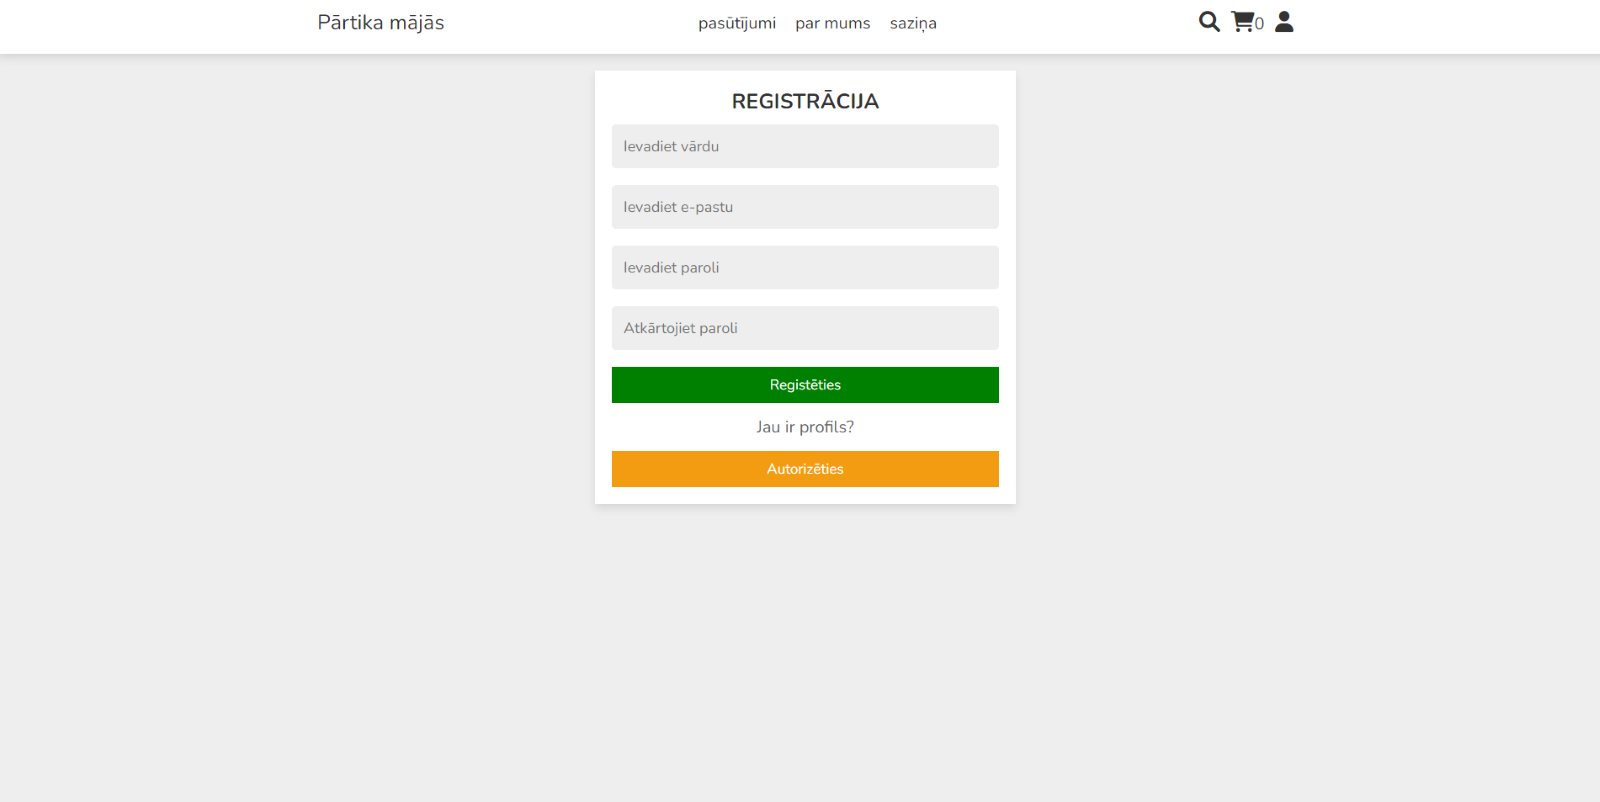 Pārtika mājās
pasūtījumi par mums saziņa
0
REGISTRĀCIJA
Ievadiet vārdu
Ievadiet e-pastu
Ievadiet paroli
Atkārtojiet paroli
Registēties
Jau ir profils?
Autorizēties